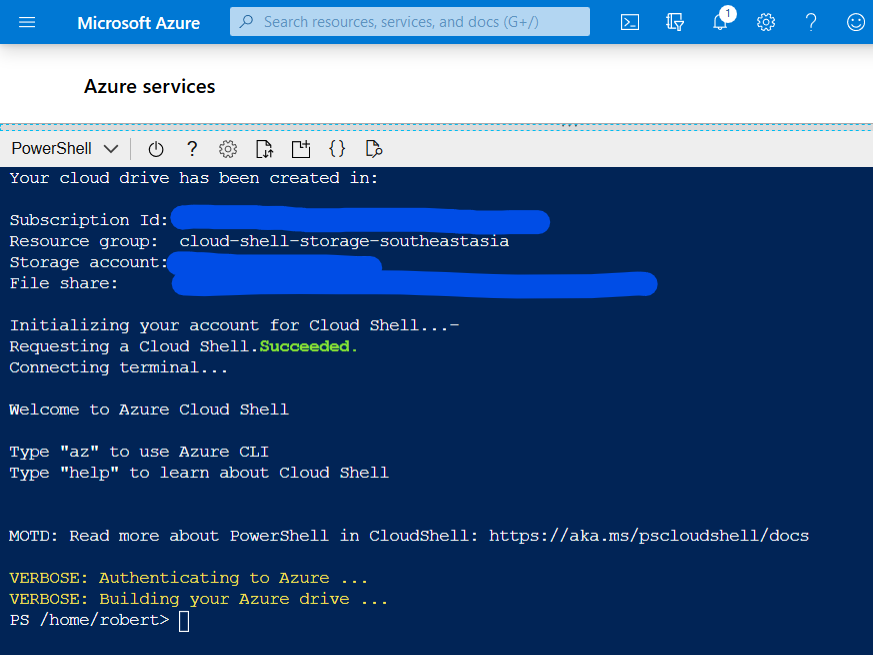 Microsoft Azure
Search resources, services, and docs (G+/)
1
Azure services
PowerShell
Your cloud drive has been created in:
Subscription Id:
Resource group:  cloud-shell-storage-southeastasia
Storage account:
File share:
Initializing your account for Cloud Shell...-
Requesting a Cloud Shell.Succeeded.
Connecting terminal...
Welcome to Azure Cloud Shell
Type "az" to use Azure CLI
Type "help" to learn about Cloud Shell
MOTD: Read more about PowerShell in CloudShell: https://aka.ms/pscloudshell/docs
VERBOSE: Authenticating to Azure ...
VERBOSE: Building your Azure drive ...
PS /home/robert>